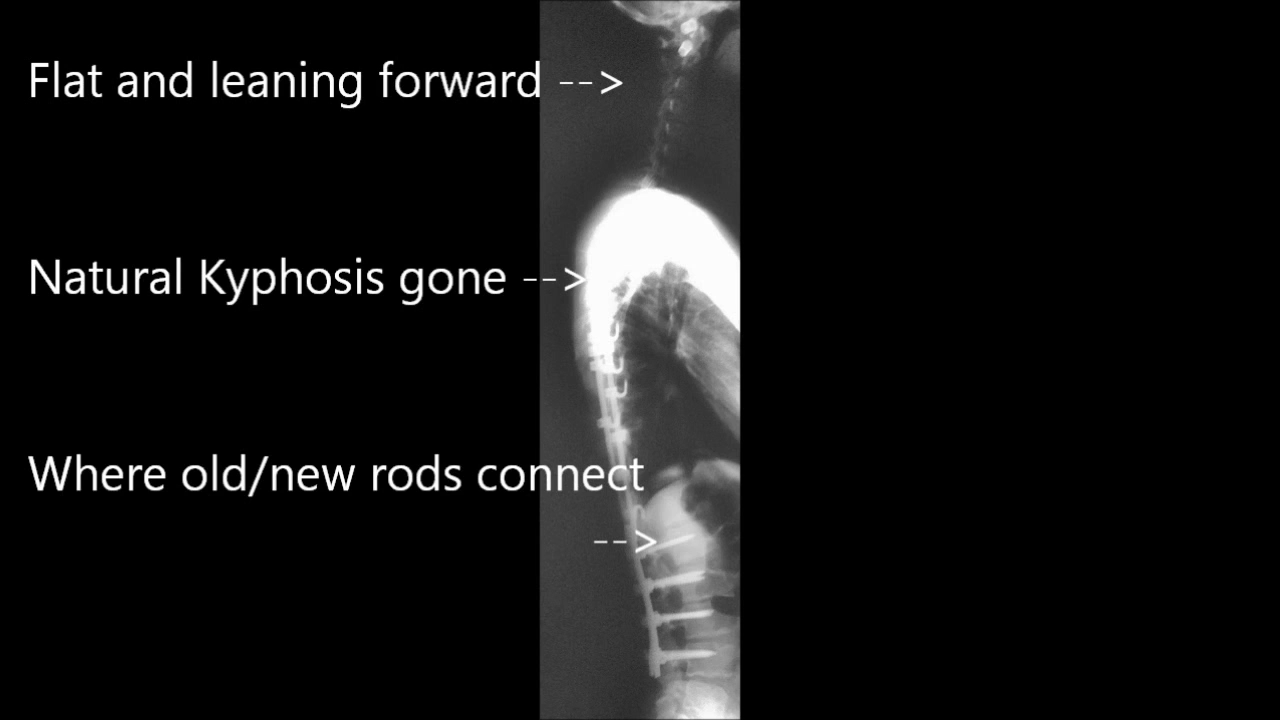 Flat and leaning forward -->
Natural Kyphosis gone -->
Where old/new rods connect
-->